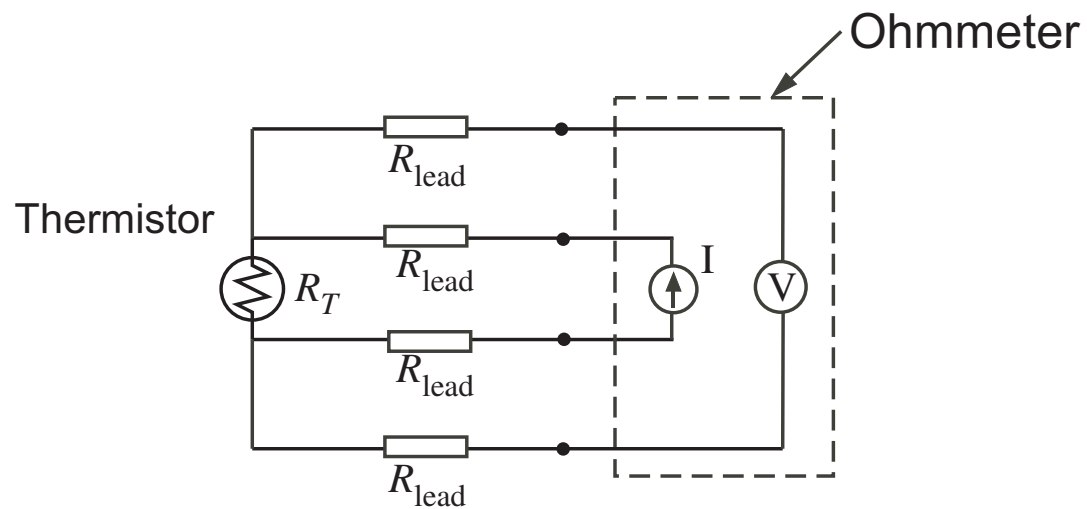 Ohmmeter
R_lead
Thermistor
R_lead
I
R_T
V
R_lead
R_lead